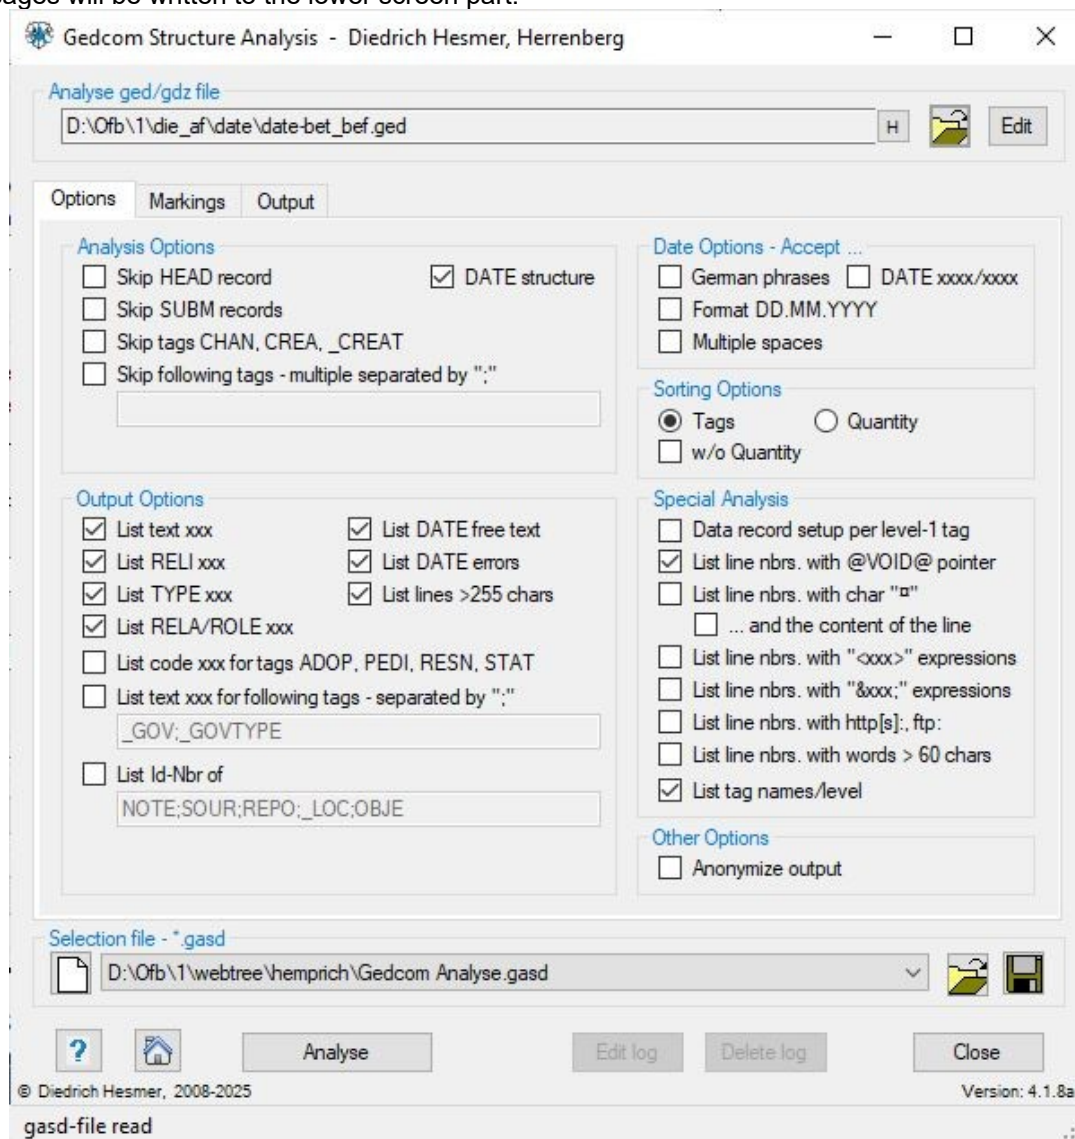 ages will be written to the lower screen part.
Gedcom Structure Analysis - Diedrich Hesmer, Herrenberg
Analyse ged/gdz file
D:\Ofb\1\die_af\date\date-bet_bef.ged
H
Edit
Options Markings Output
Analysis Options
Skip HEAD record
DATE structure
Skip SUBM records
Skip tags CHAN, CREA, _CREAT
Skip following tags - multiple separated by ";"
Date Options - Accept ...
German phrases
DATE xxxx/xxxx
Format DD.MM.YYYY
Multiple spaces
Sorting Options
Tags
Quantity
w/o Quantity
Output Options
List text xxx
List DATE free text
List RELI xxx
List DATE errors
List TYPE xxx
List lines >255 chars
List RELA/ROLE xxx
List code xxx for tags ADOP, PEDI, RESN, STAT
List text xxx for following tags - separated by ";"
_GOV;_GOVTYPE
List Id-Nbr of
NOTE;SOUR;REPO;_LOC;OBJE
Special Analysis
Data record setup per level-1 tag
List line nbrs. with @VOID@ pointer
List line nbrs. with char "¤"
... and the content of the line
List line nbrs. with "<xxx>" expressions
List line nbrs. with "&xxx;" expressions
List line nbrs. with http[s]:, ftp:
List line nbrs. with words > 60 chars
List tag names/level
Other Options
Anonymize output
Selection file - *.gasd
D:\Ofb\1\webtree\hemprich\Gedcom Analyse.gasd
?
Analyse
Edit log
Delete log
Close
© Diedrich Hesmer, 2008-2025
Version: 4.1.8a
gasd-file read